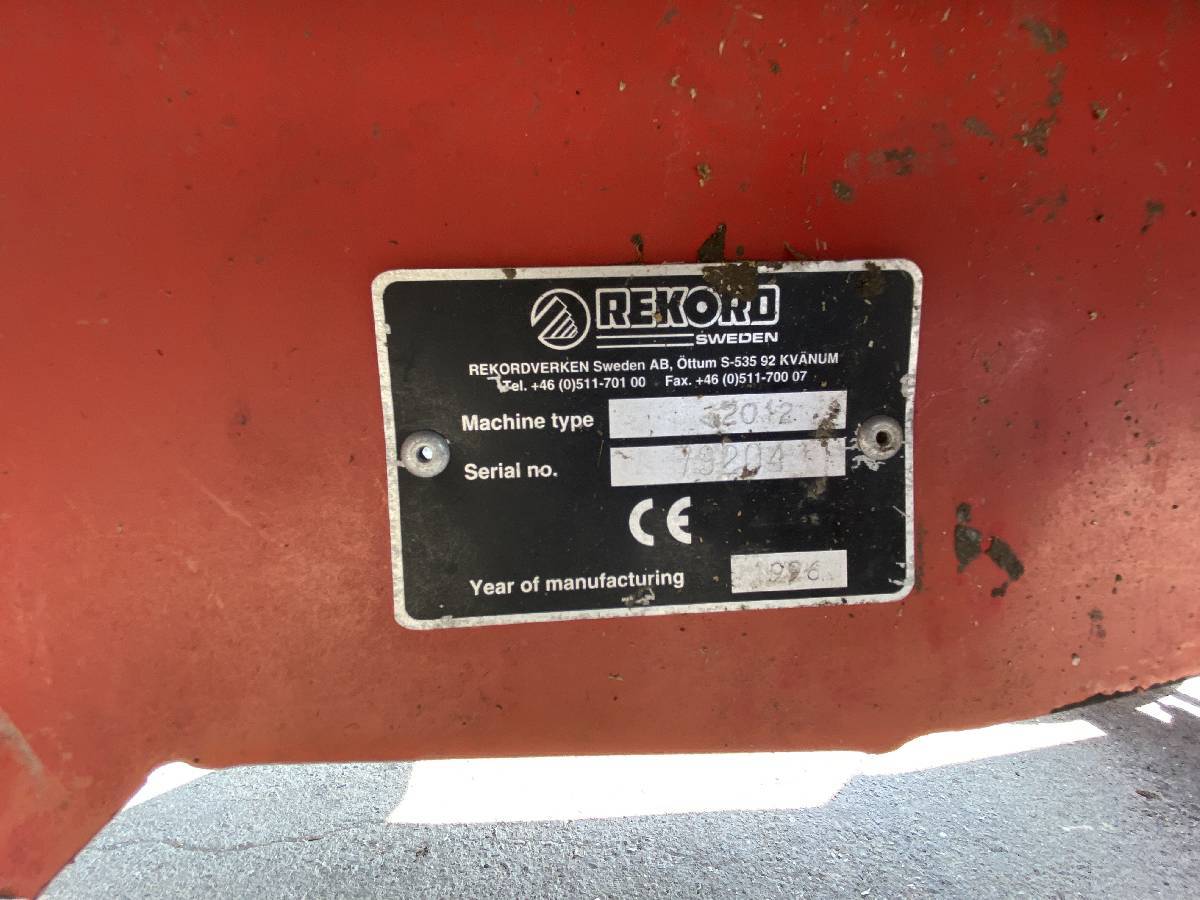 REKORD
SWEDEN
REKORDVERKEN Sweden AB, Öttum S-535 92 KVÄNUM
Tel. +46 (0)511-701 00 Fax. +46 (0)511-700 07
Machine type
Serial no.
CE
Year of manufacturing 1996